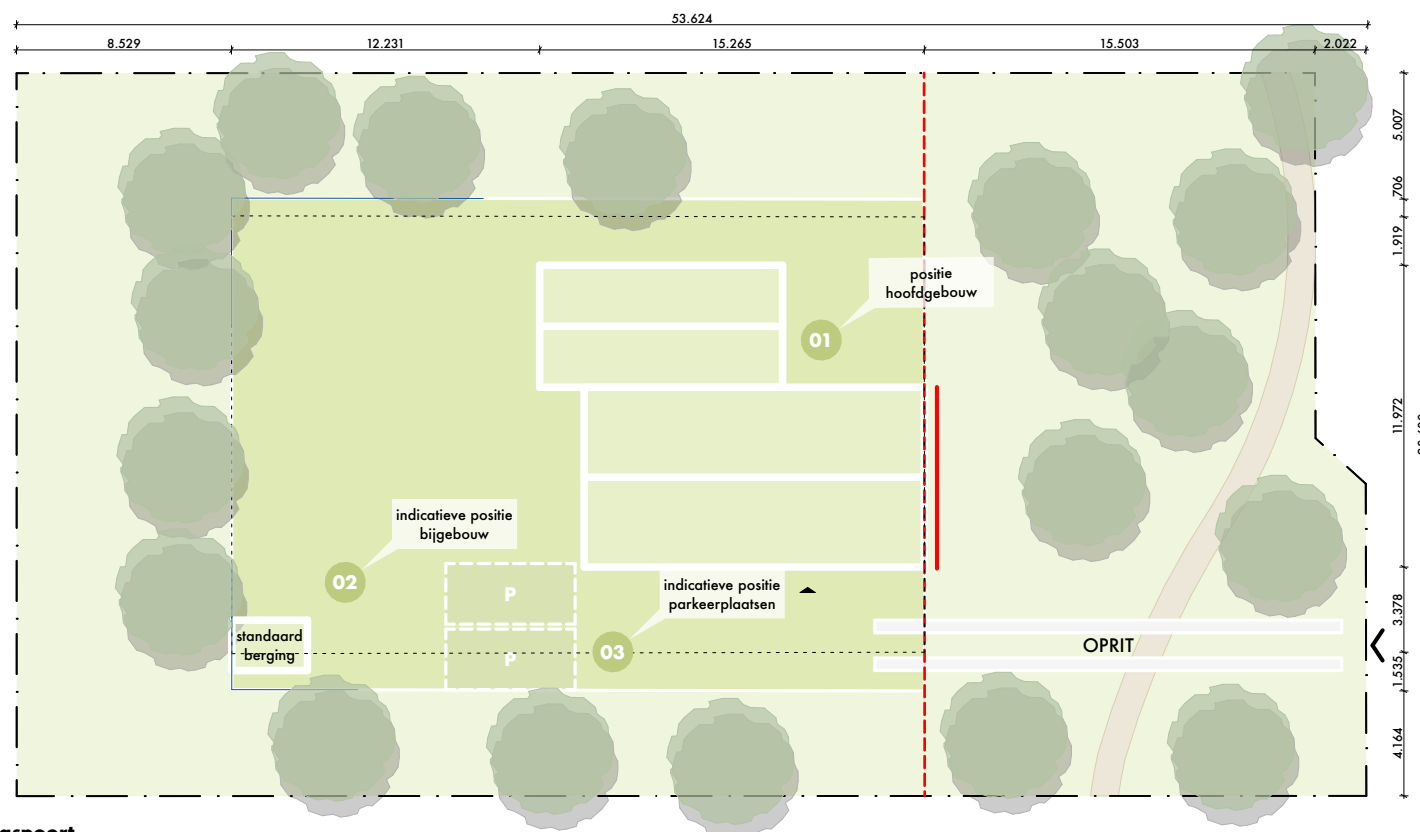 53.624
8.529
12.231
15.265
15.503
2.022
5.007
.706
1.919
positie
hoofdgebouw
01
11.972
indicatieve positie
bijgebouw
02
P
indicatieve positie
parkeerplaatsen
3.378
standaard
berging
P
03
OPRIT
1.535
4.164